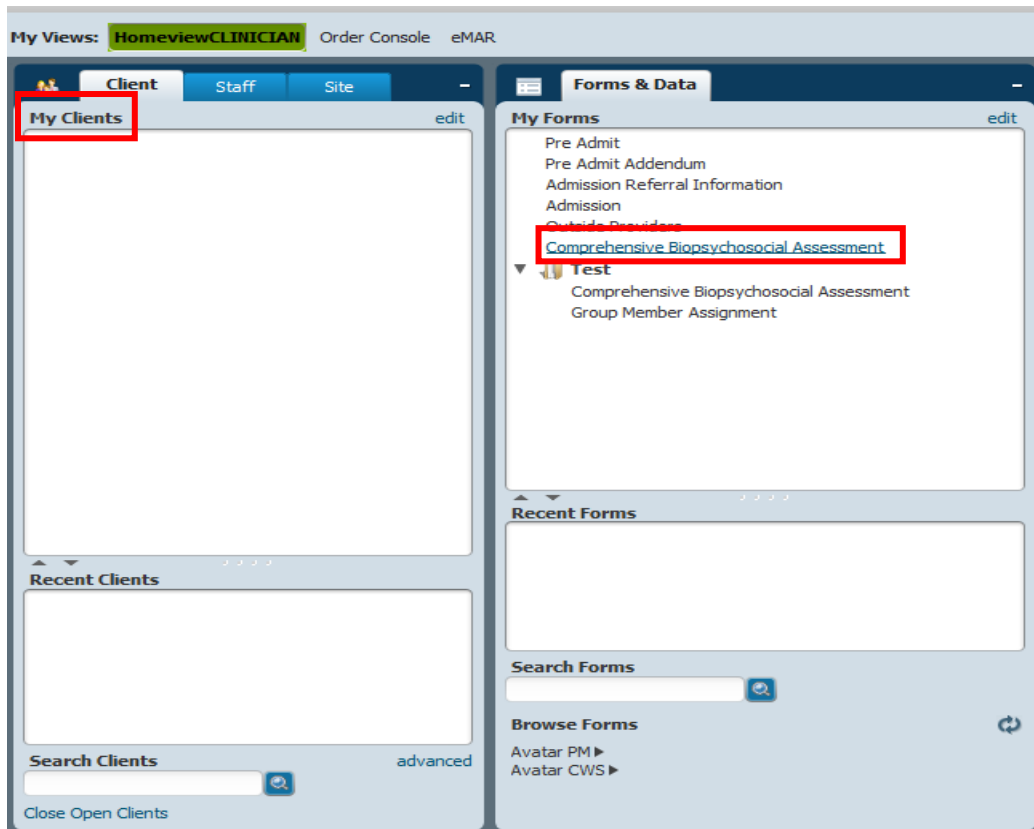 My Views: HomeviewCLINICIAN Order Console eMAR
Client Staff Site
My Clients edit
Recent Clients
Search Clients advanced
Close Open Clients
Forms & Data
My Forms edit
Pre Admit
Pre Admit Addendum
Admission Referral Information
Admission
Outside Providers
Comprehensive Biopsychosocial Assessment
Test
Comprehensive Biopsychosocial Assessment
Group Member Assignment
Recent Forms
Search Forms
Browse Forms
Avatar PM
Avatar CWS